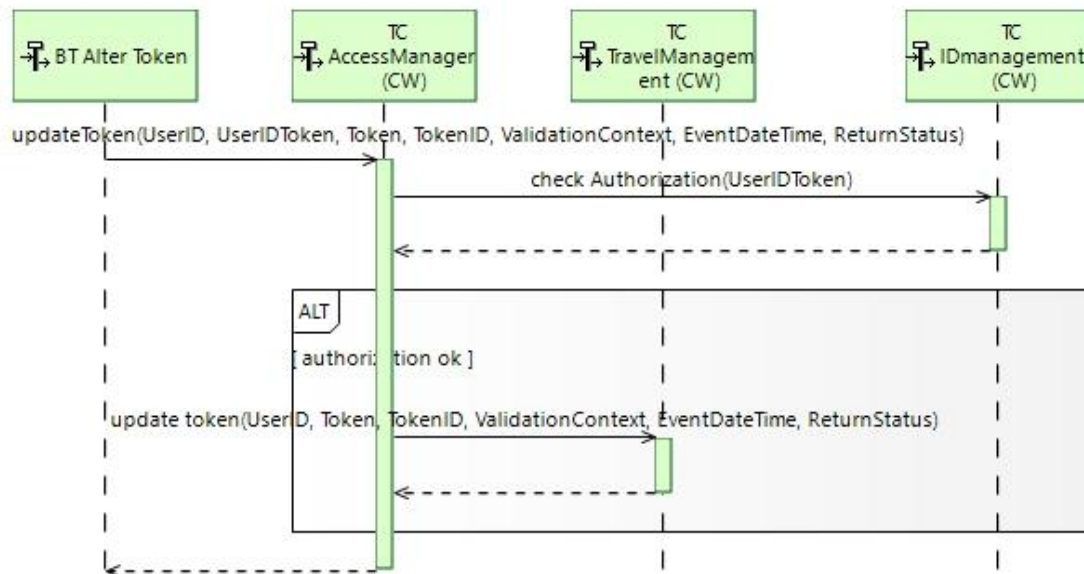 BT Alter Token
TC
AccessManager
(CW)
TC
TravelManagem
ent (CW)
TC
IDmanagement
(CW)
updateToken(UserID, UserIDToken, Token, TokenID, ValidationContext, EventDateTime, ReturnStatus)
check Authorization(UserIDToken)
ALT
[ authorization ok ]
update token(UserID, Token, TokenID, ValidationContext, EventDateTime, ReturnStatus)